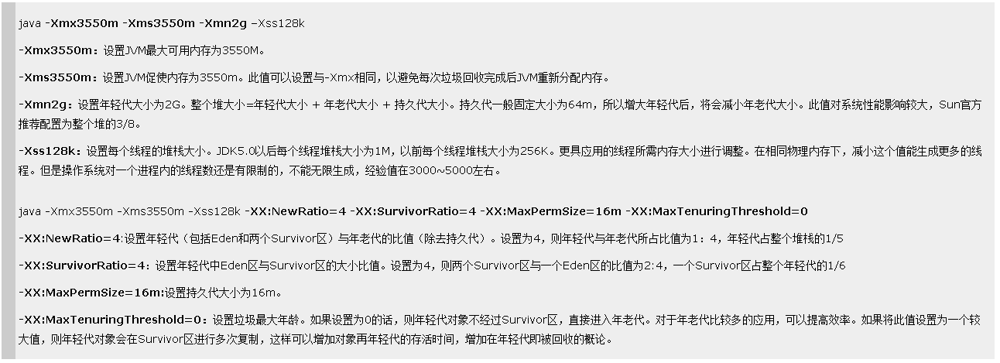 java -Xmx3550m -Xms3550m -Xmn2g –Xss128k
-Xmx3550m：设置JVM最大可用内存为3550M。
-Xms3550m：设置JVM促使内存为3550m。此值可以设置与-Xmx相同，以避免每次垃圾回收完成后JVM重新分配内存。
-Xmn2g：设置年轻代大小为2G。整个堆大小=年轻代大小 + 年老代大小 + 持久代大小。持久代一般固定大小为64m，所以增大年轻代后，将会减小年老代大小。此值对系统性能影响较大，Sun官方
推荐配置为整个堆的3/8。
-Xss128k：设置每个线程的堆栈大小。JDK5.0以后每个线程堆栈大小为1M，以前每个线程堆栈大小为256K。更具应用的线程所需内存大小进行调整。在相同物理内存下，减小这个值能生成更多的线
程。但是操作系统对一个进程内的线程数还是有限制的，不能无限生成，经验值在3000~5000左右。
java -Xmx3550m -Xms3550m -Xss128k -XX:NewRatio=4 -XX:SurvivorRatio=4 -XX:MaxPermSize=16m -XX:MaxTenuringThreshold=0
-XX:NewRatio=4:设置年轻代（包括Eden和两个Survivor区）与年老代的比值（除去持久代）。设置为4，则年轻代与年老代所占比值为1：4，年轻代占整个堆栈的1/5
-XX:SurvivorRatio=4：设置年轻代中Eden区与Survivor区的大小比值。设置为4，则两个Survivor区与一个Eden区的比值为2:4，一个Survivor区占整个年轻代的1/6
-XX:MaxPermSize=16m:设置持久代大小为16m。
-XX:MaxTenuringThreshold=0：设置垃圾最大年龄。如果设置为0的话，则年轻代对象不经过Survivor区，直接进入年老代。对于年老代比较多的应用，可以提高效率。如果将此值设置为一个较
大值，则年轻代对象会在Survivor区进行多次复制，这样可以增加对象再年轻代的存活时间，增加在年轻代即被回收的概论。